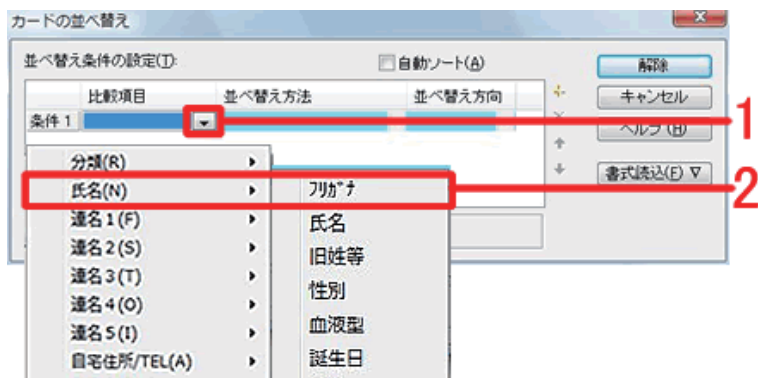 カードの並べ替え
並べ替え条件の設定(T):
自動ソート(A)
解除
比較項目 並べ替え方法 並べ替え方向
キャンセル
条件1
1
ヘルプ(H)
分類(R)
書式読込(F) ▽
氏名(N) フリガナ
2
連名1(F) 氏名
連名2(S) 旧姓等
連名3(T) 性別
連名4(O) 血液型
連名5(I) 誕生日
自宅住所/TEL(A)